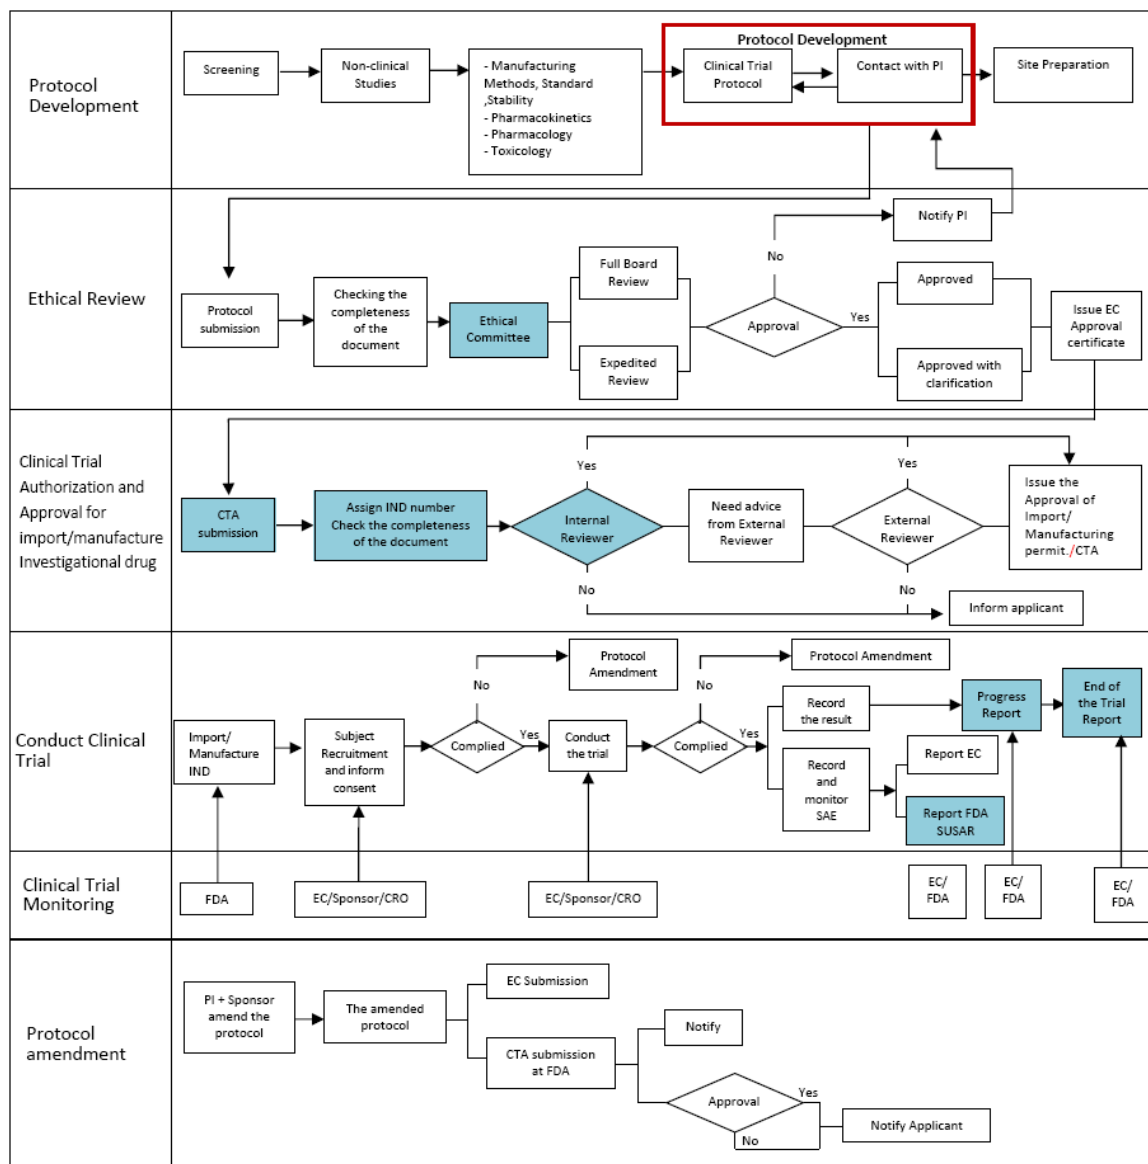 Protocol
Development
Screening
Non-clinical
Studies
- Manufacturing
Methods, Standard
,Stability
- Pharmacokinetics
- Pharmacology
- Toxicology
Protocol Development
Clinical Trial
Protocol
Contact with PI
Site Preparation
Ethical Review
Protocol
submission
Checking the
completeness
of the
document
Ethical
Committee
Full Board
Review
Expedited
Review
Approval
No
Notify PI
Yes
Approved
Approved with
clarification
Issue EC
Approval
certificate
Clinical Trial
Authorization and
Approval for
import/manufacture
Investigational drug
CTA
submission
Assign IND number
Check the completeness
of the document
Yes
Internal
Reviewer
No
Need advice
from External
Reviewer
Yes
External
Reviewer
No
Issue the
Approval of
Import/
Manufacturing
permit./CTA
Inform applicant
Conduct Clinical
Trial
Import/
Manufacture
IND
Subject
Recruitment
and inform
consent
Complied
No
Protocol
Amendment
Yes
Conduct
the trial
Complied
No
Protocol Amendment
Yes
Record
the result
Record
and
monitor
SAE
Progress
Report
End of
the Trial
Report
Report EC
Report FDA
SUSAR
Clinical Trial
Monitoring
FDA
EC/Sponsor/CRO
EC/Sponsor/CRO
EC/
FDA
EC/
FDA
EC/
FDA
Protocol
amendment
PI + Sponsor
amend the
protocol
The amended
protocol
EC Submission
CTA submission
at FDA
Notify
Approval
Yes
No
Notify Applicant